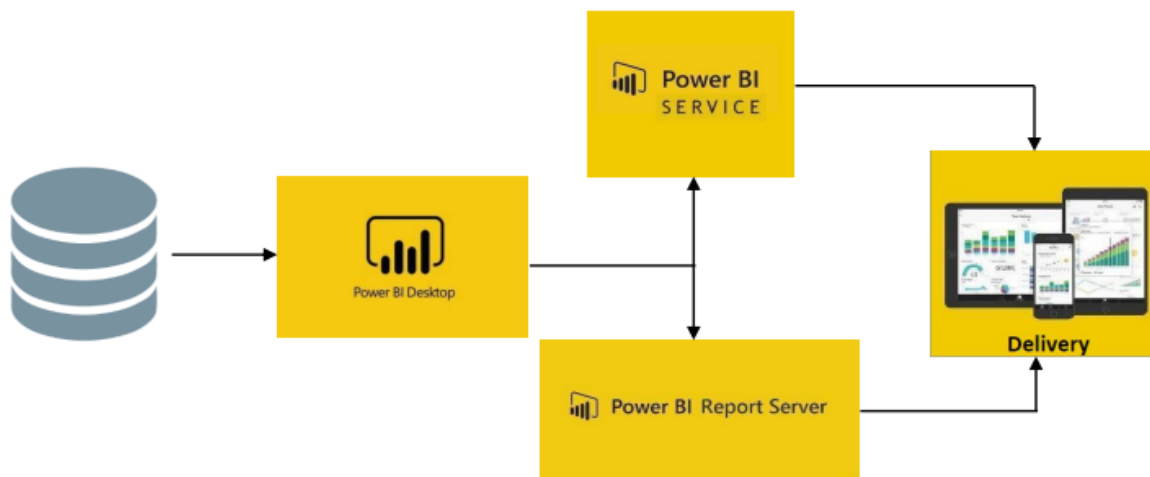 Power BI
SERVICE
Power BI Desktop
Power BI Report Server
Delivery